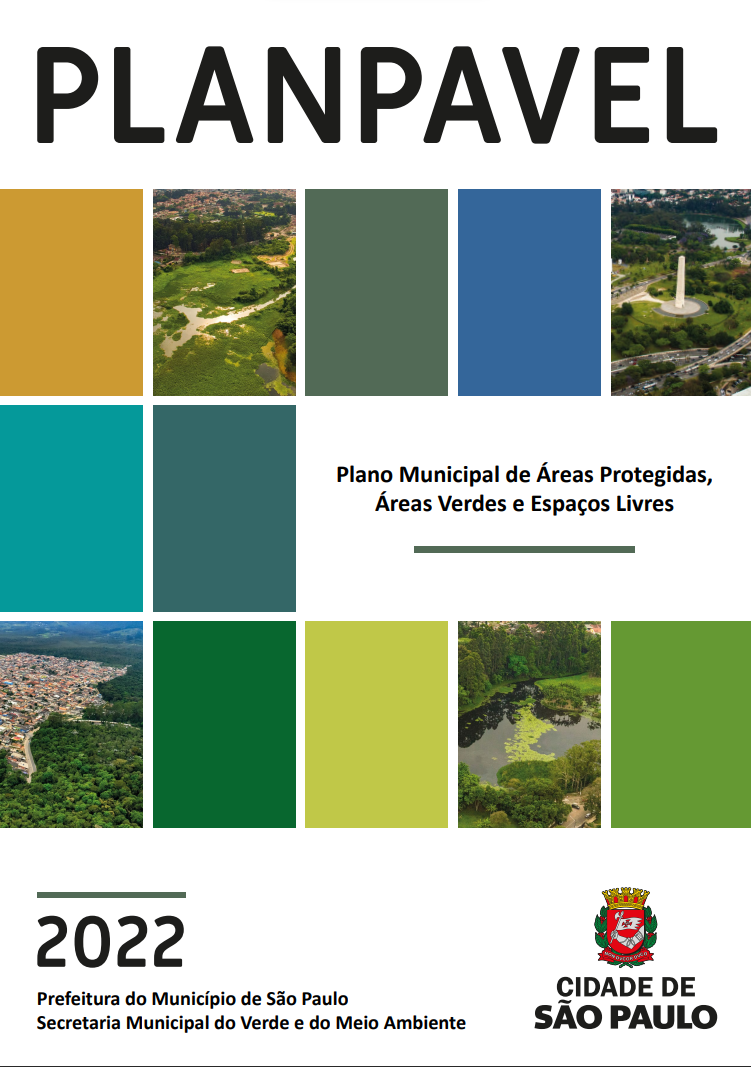 PLANPAVEL
Plano Municipal de Áreas Protegidas,
Áreas Verdes e Espaços Livres
2022
Prefeitura do Município de São Paulo
Secretaria Municipal do Verde e do Meio Ambiente
CIDADE DE
SÃO PAULO